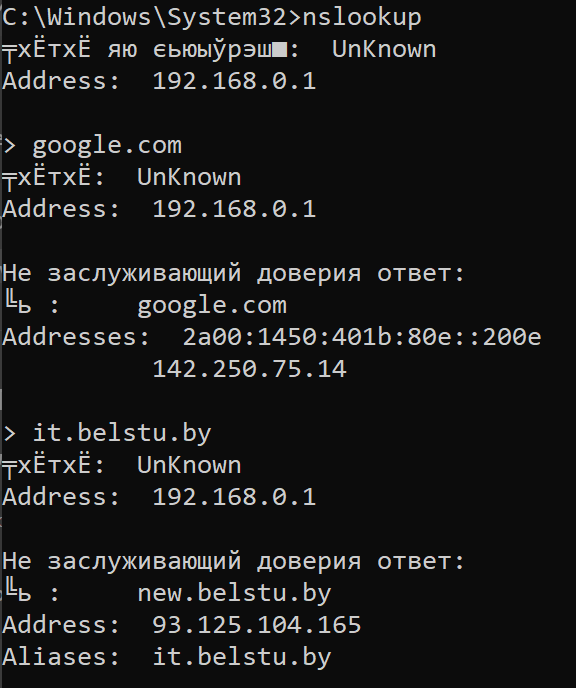 C:\Windows\System32>nslookup
╤хЁтхЁ яю єьюыўрэш■:  UnKnown
Address:  192.168.0.1
> google.com
╤хЁтхЁ:  UnKnown
Address:  192.168.0.1
Не заслуживающий доверия ответ:
╚ь :     google.com
Addresses:  2a00:1450:401b:80e::200e
142.250.75.14
> it.belstu.by
╤хЁтхЁ:  UnKnown
Address:  192.168.0.1
Не заслуживающий доверия ответ:
╚ь :     new.belstu.by
Address:  93.125.104.165
Aliases:  it.belstu.by